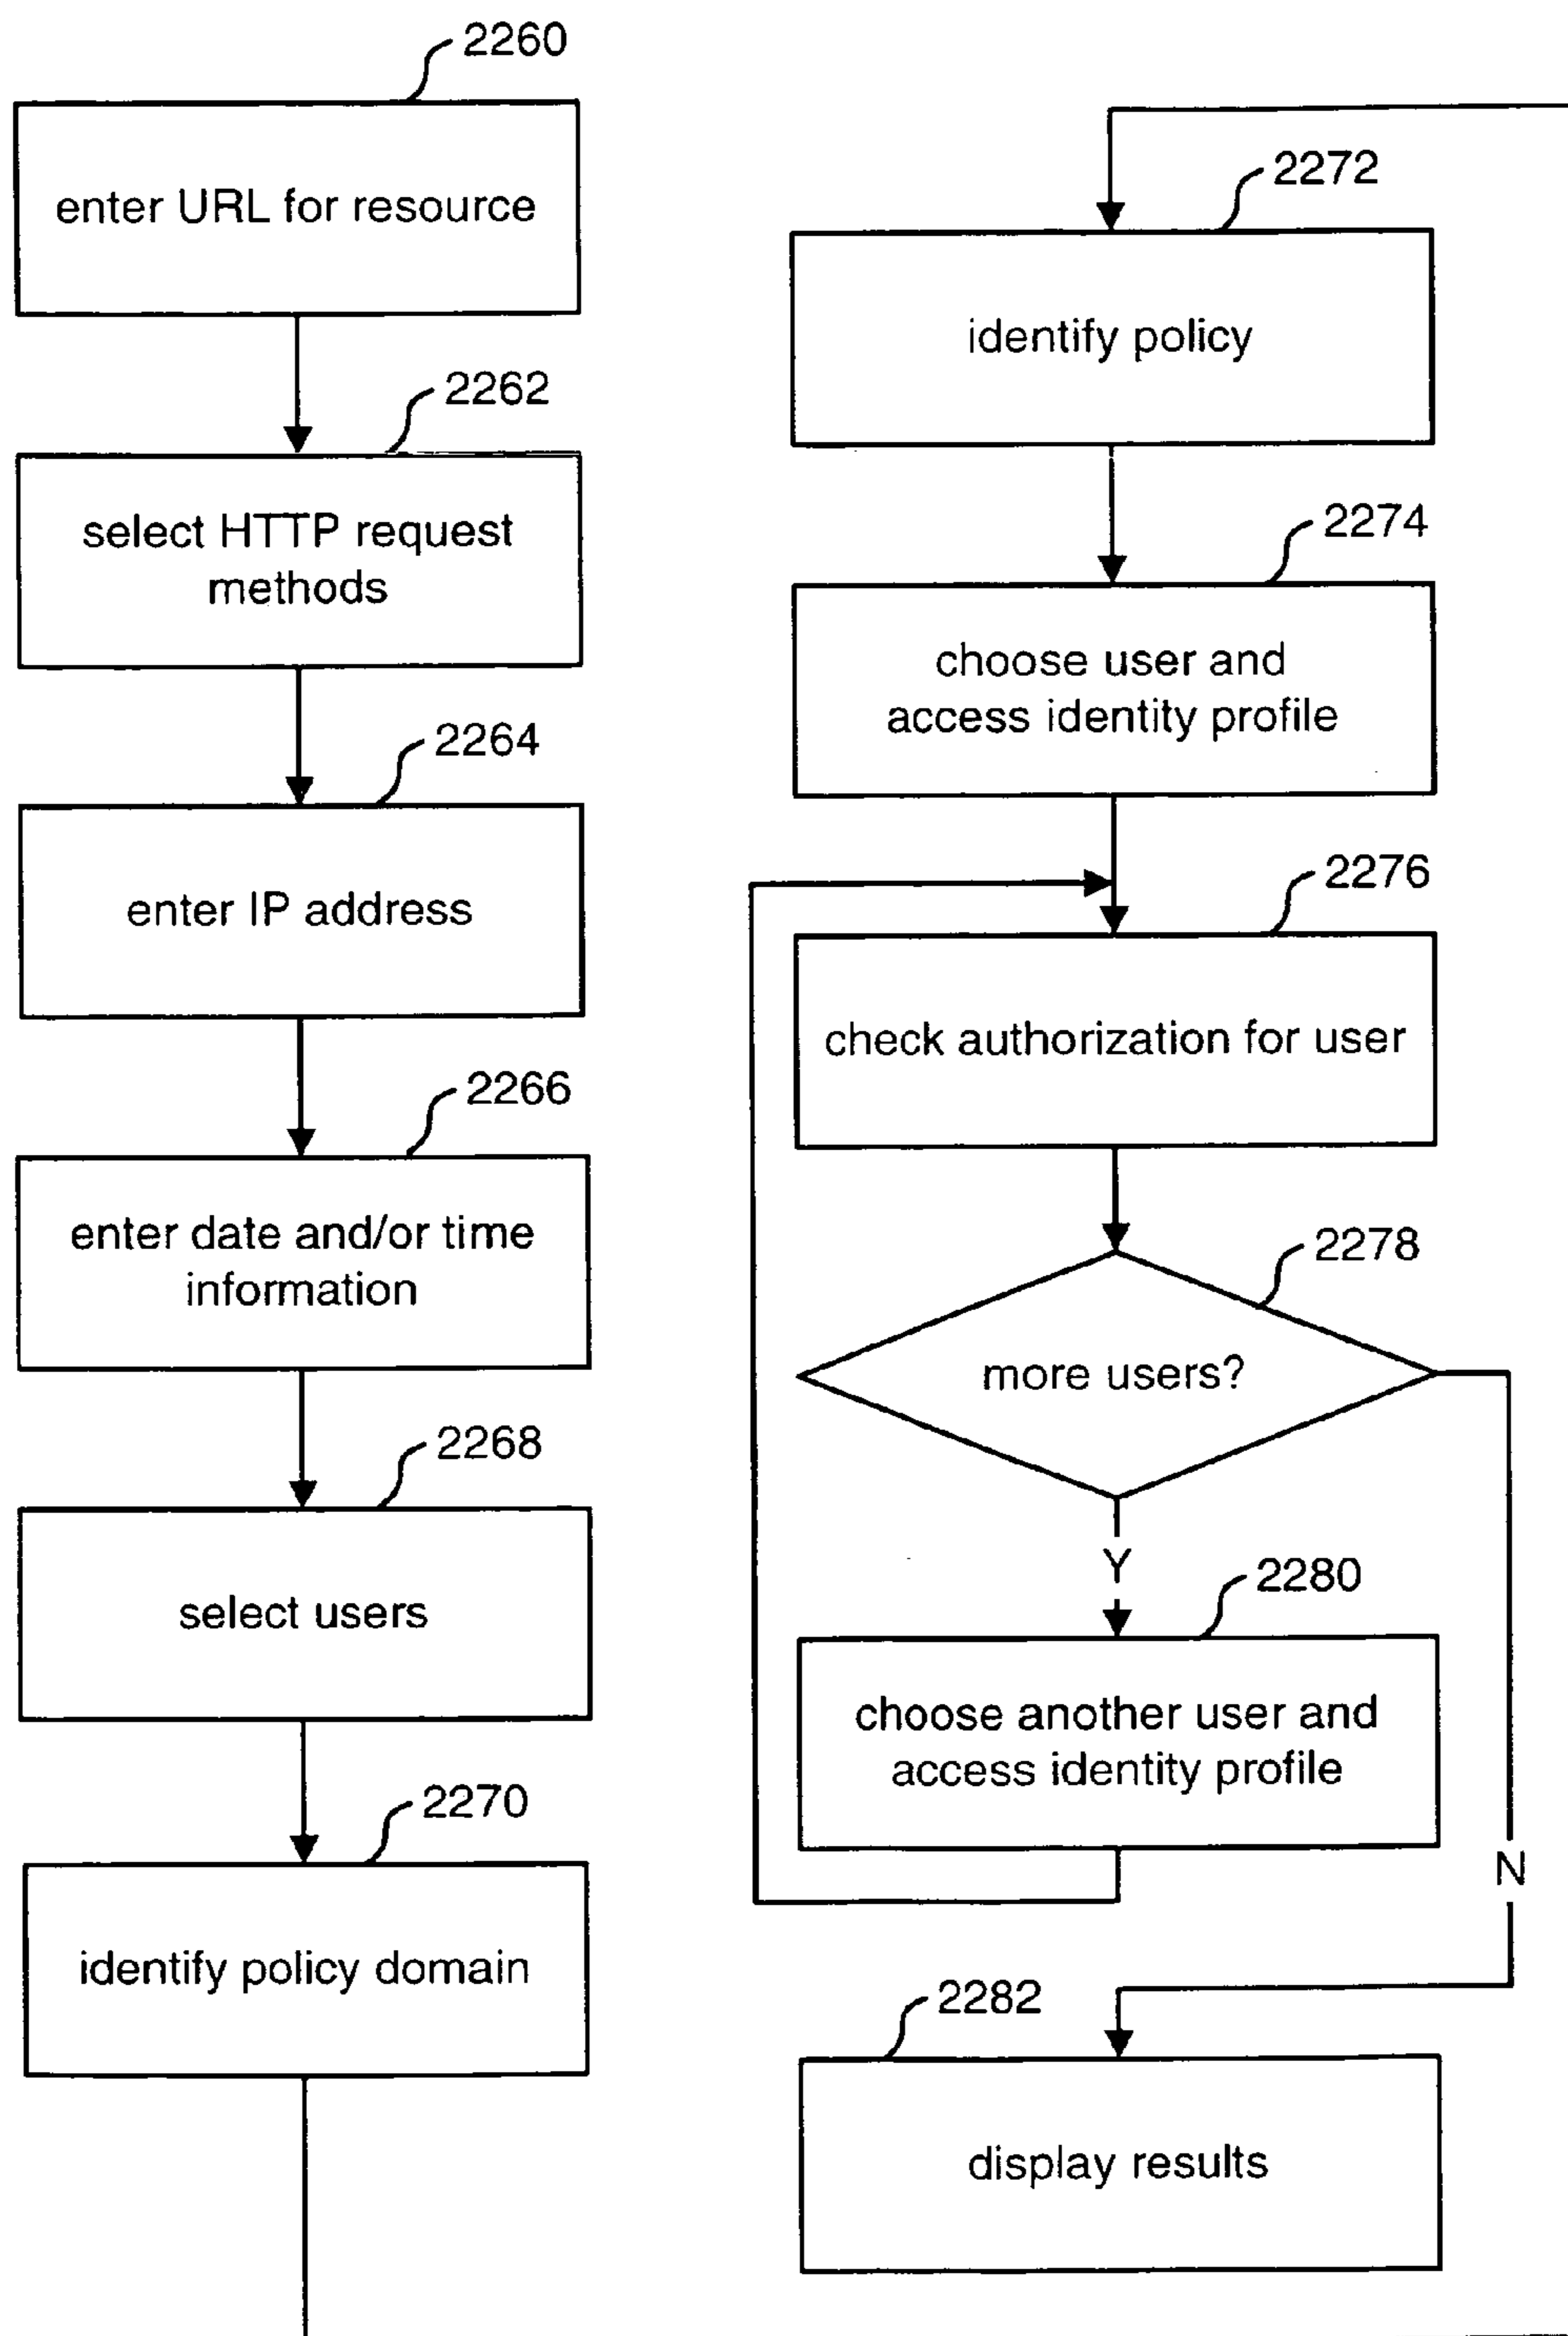 2260
enter URL for resource
2262
select HTTP request
methods
2264
enter IP address
2266
enter date and/or time
information
2268
select users
2270
identify policy domain
2272
identify policy
2274
choose user and
access identity profile
2276
check authorization for user
2278
more users?
Y
2280
choose another user and
access identity profile
N
2282
display results